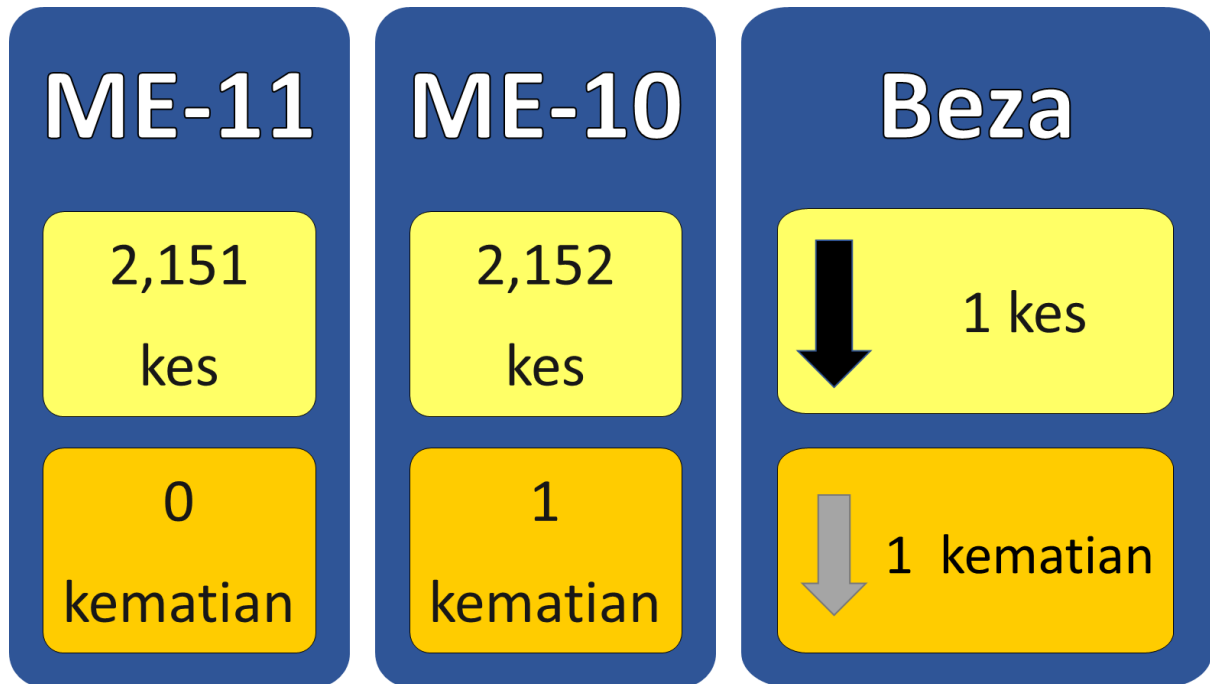 ME-11
2,151
kes
0
kematian
ME-10
2,152
kes
1
kematian
Beza
1 kes
1 kematian